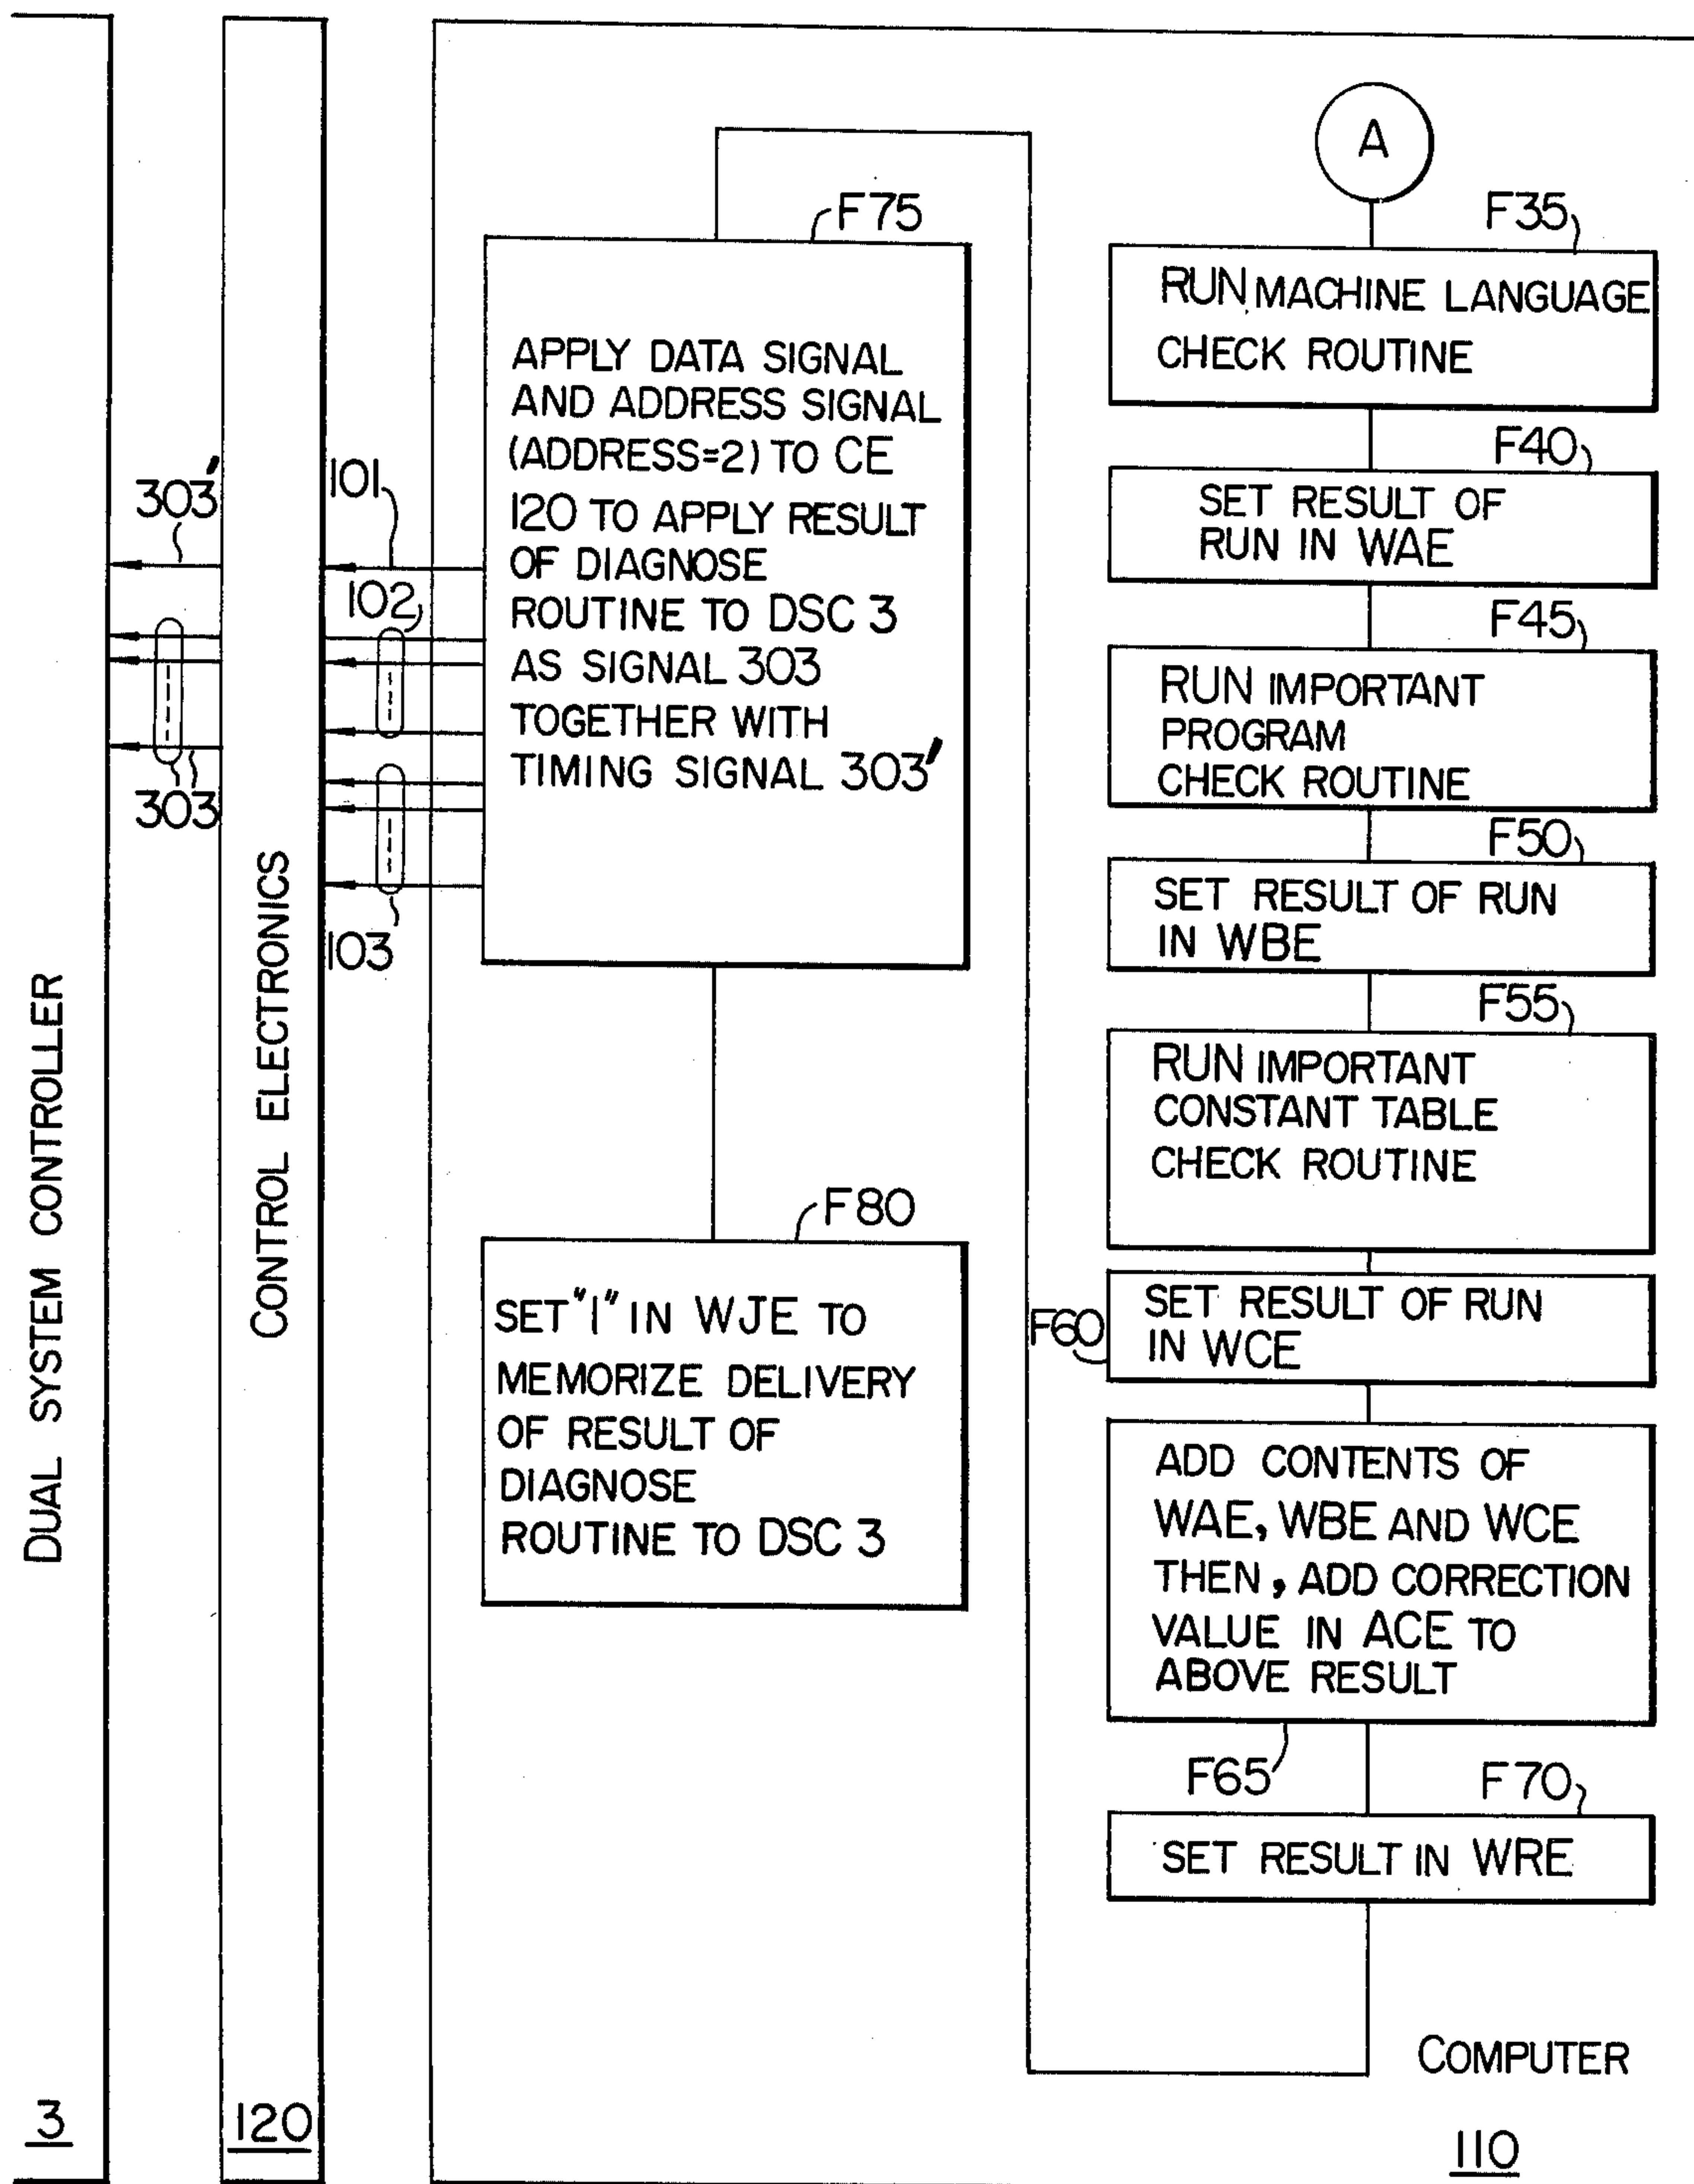 A
F35
RUN MACHINE LANGUAGE
CHECK ROUTINE
F40
SET RESULT OF
RUN IN WAE
F45
RUN IMPORTANT
PROGRAM
CHECK ROUTINE
F50
SET RESULT OF RUN
IN WBE
F55
RUN IMPORTANT
CONSTANT TABLE
CHECK ROUTINE
F60
SET RESULT OF RUN
IN WCE
ADD CONTENTS OF
WAE, WBE AND WCE
THEN, ADD CORRECTION
VALUE IN ACE TO
ABOVE RESULT
F65
F70
SET RESULT IN WRE
F75
APPLY DATA SIGNAL
AND ADDRESS SIGNAL
(ADDRESS=2) TO CE
120 TO APPLY RESULT
OF DIAGNOSE
ROUTINE TO DSC 3
AS SIGNAL 303
TOGETHER WITH
TIMING SIGNAL 303'
F80
SET "1" IN WJE TO
MEMORIZE DELIVERY
OF RESULT OF
DIAGNOSE
ROUTINE TO DSC 3
101
102
103
303'
303
CONTROL ELECTRONICS
120
DUAL SYSTEM CONTROLLER
3
COMPUTER
110